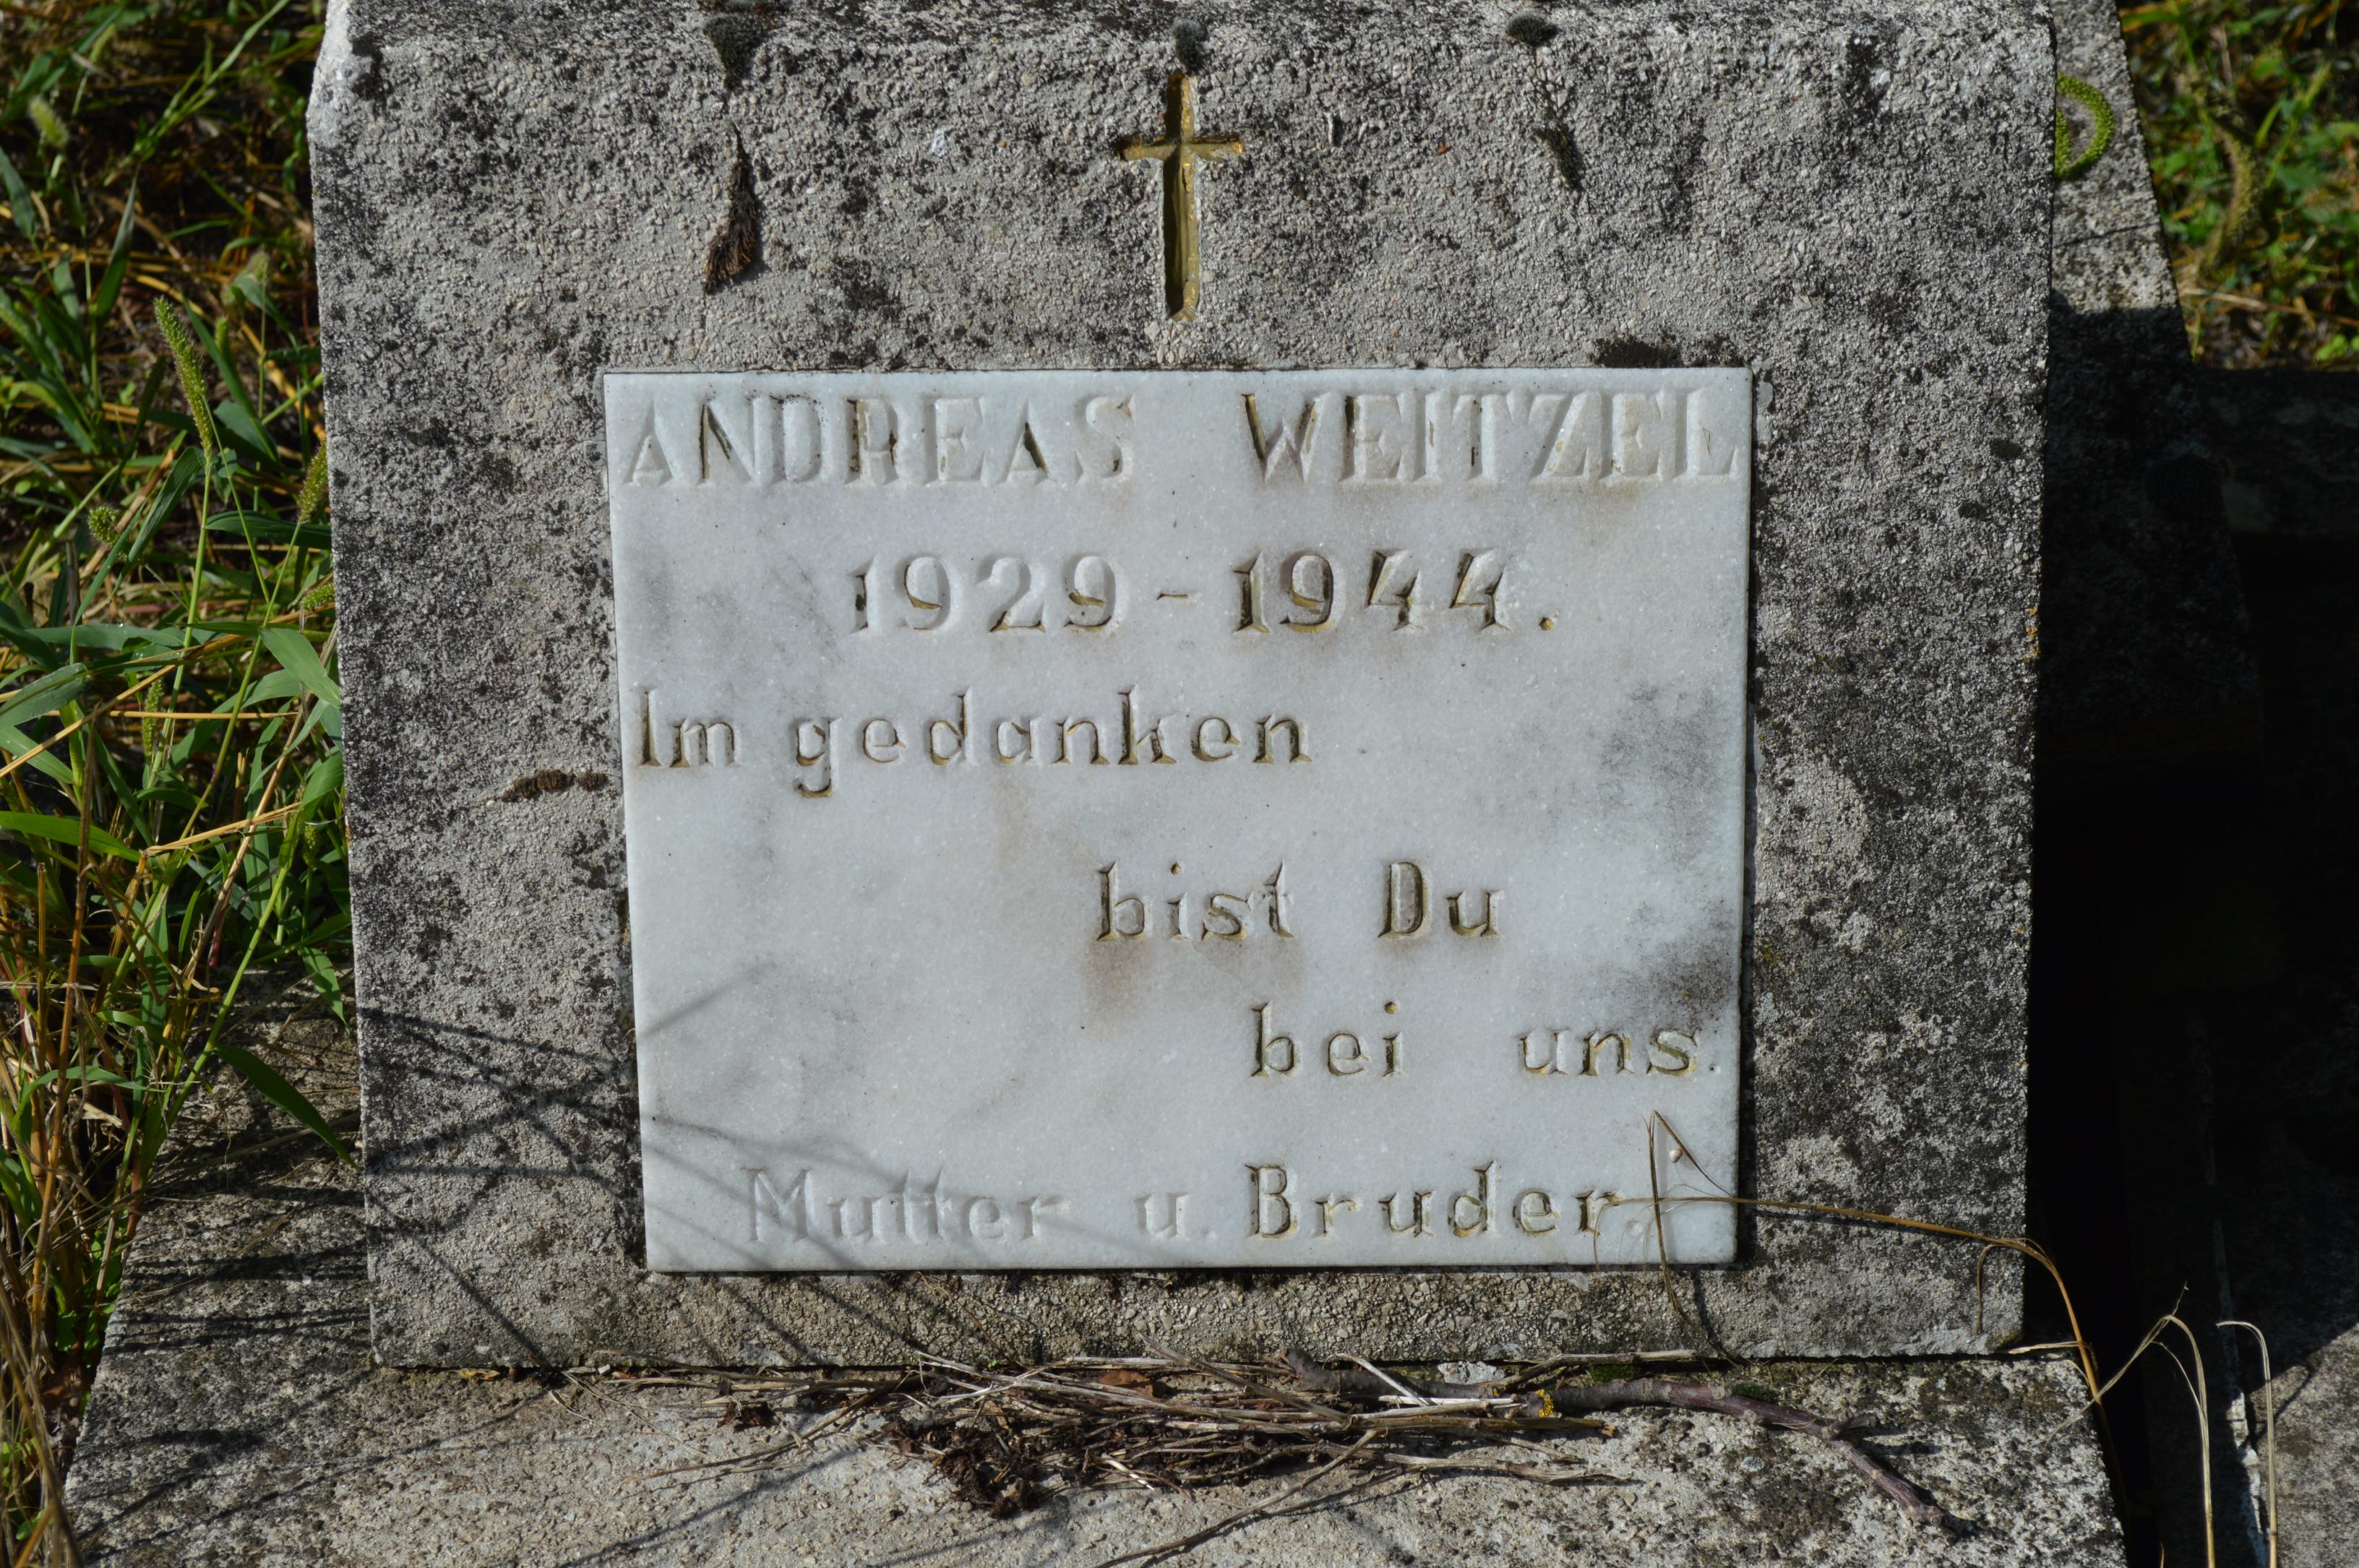 ANDREAS WEITZEL
1929-1944.
Im gedanken
bist Du
bei uns.
Mutter u. Bruder.